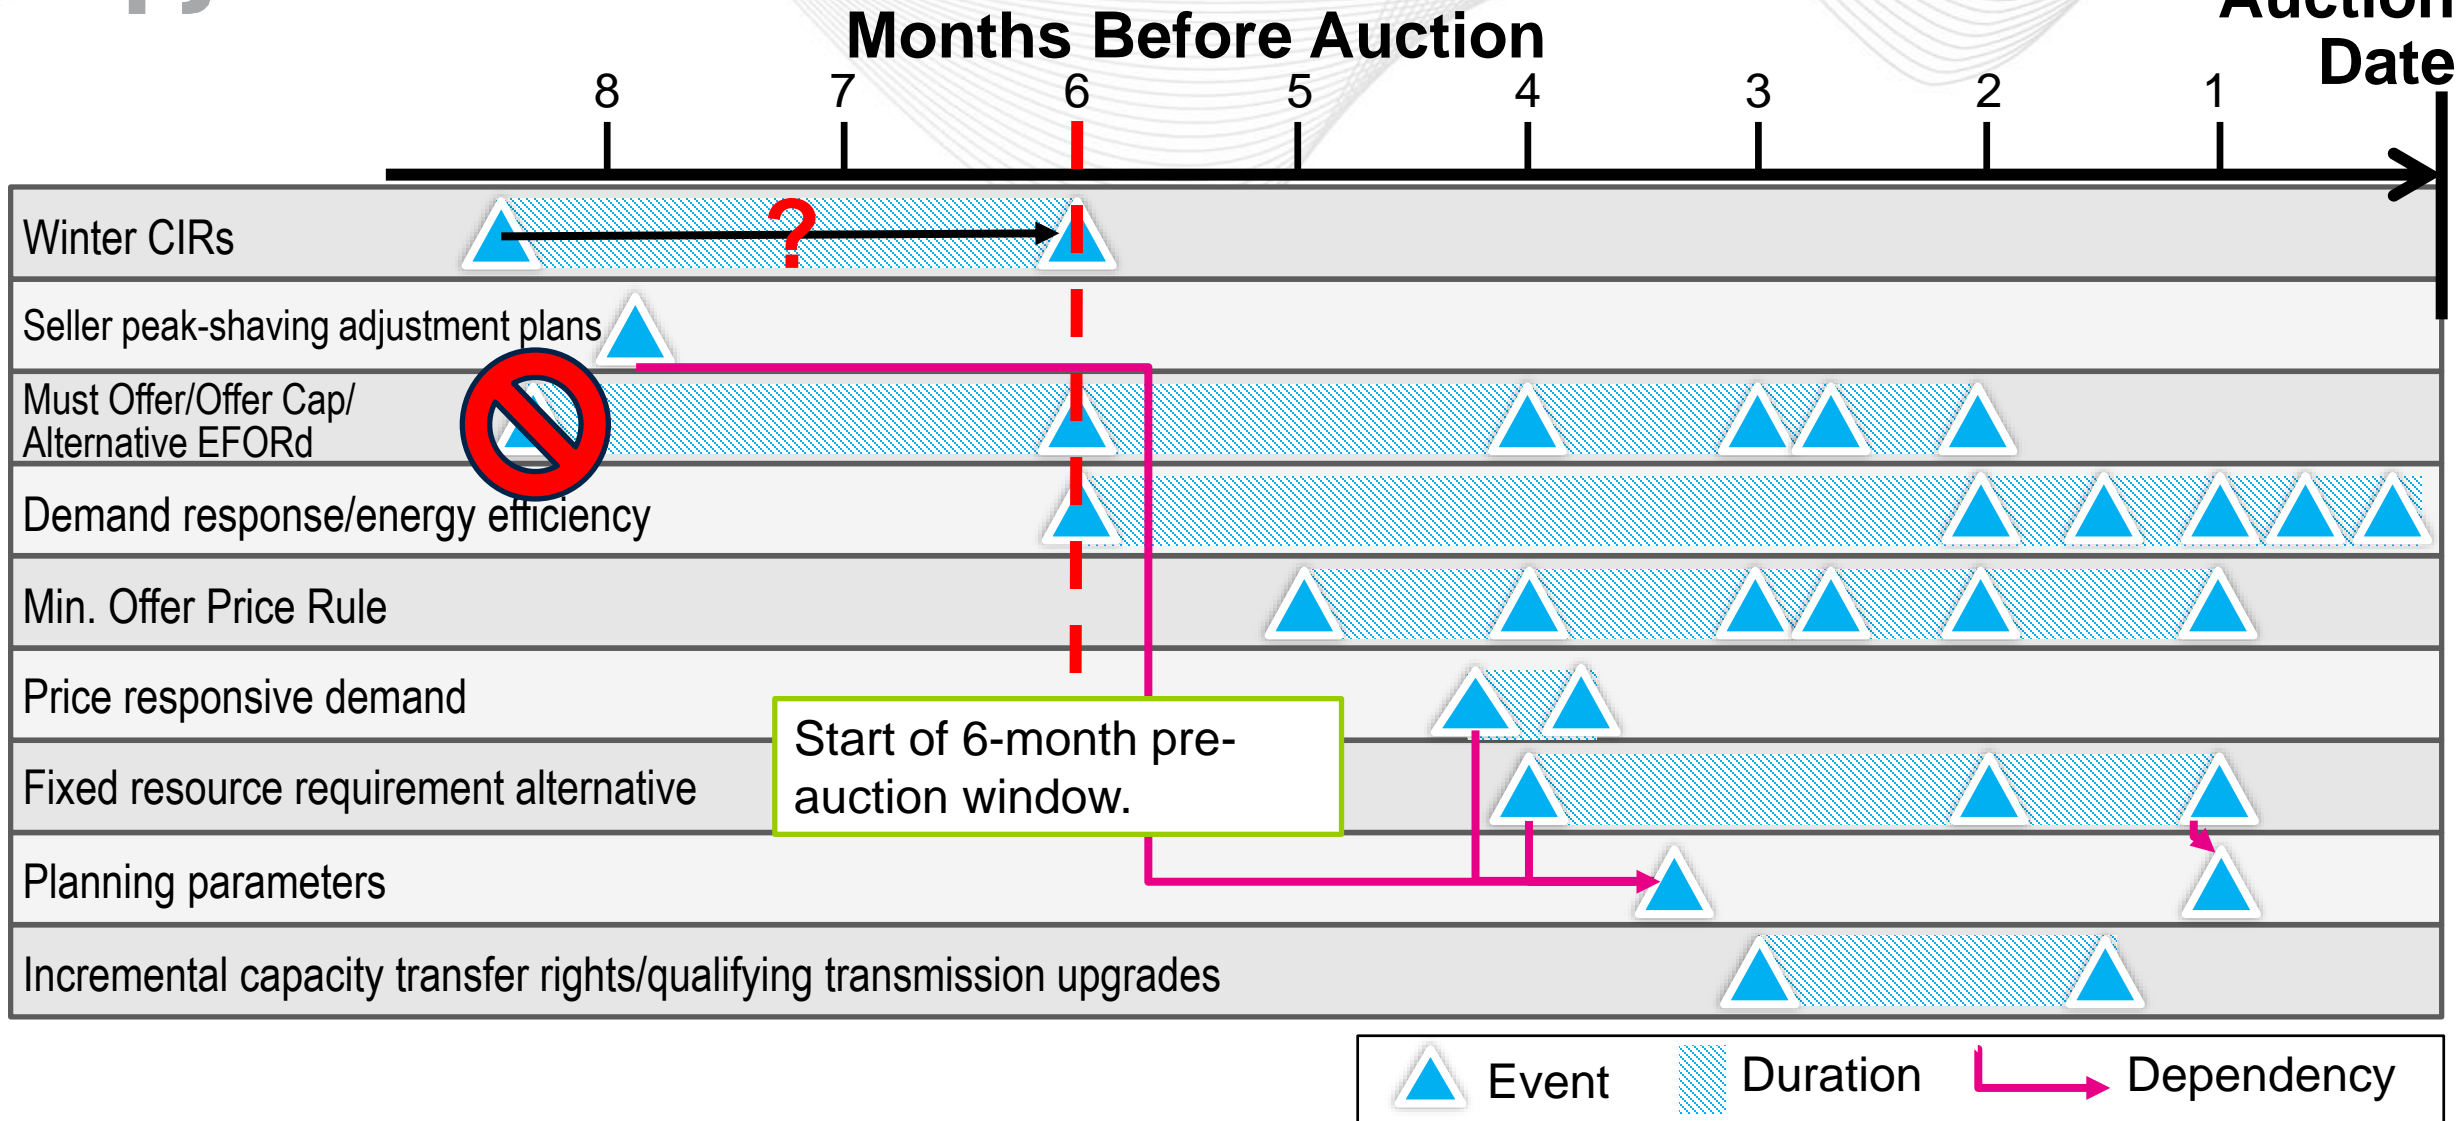 Months Before Auction
Auction
Date
8 7 6 5 4 3 2 1
Winter CIRs
?
Seller peak-shaving adjustment plans
Must Offer/Offer Cap/
Alternative EFORd
Demand response/energy efficiency
Min. Offer Price Rule
Price responsive demand
Start of 6-month pre-
auction window.
Fixed resource requirement alternative
Planning parameters
Incremental capacity transfer rights/qualifying transmission upgrades
Event Duration Dependency